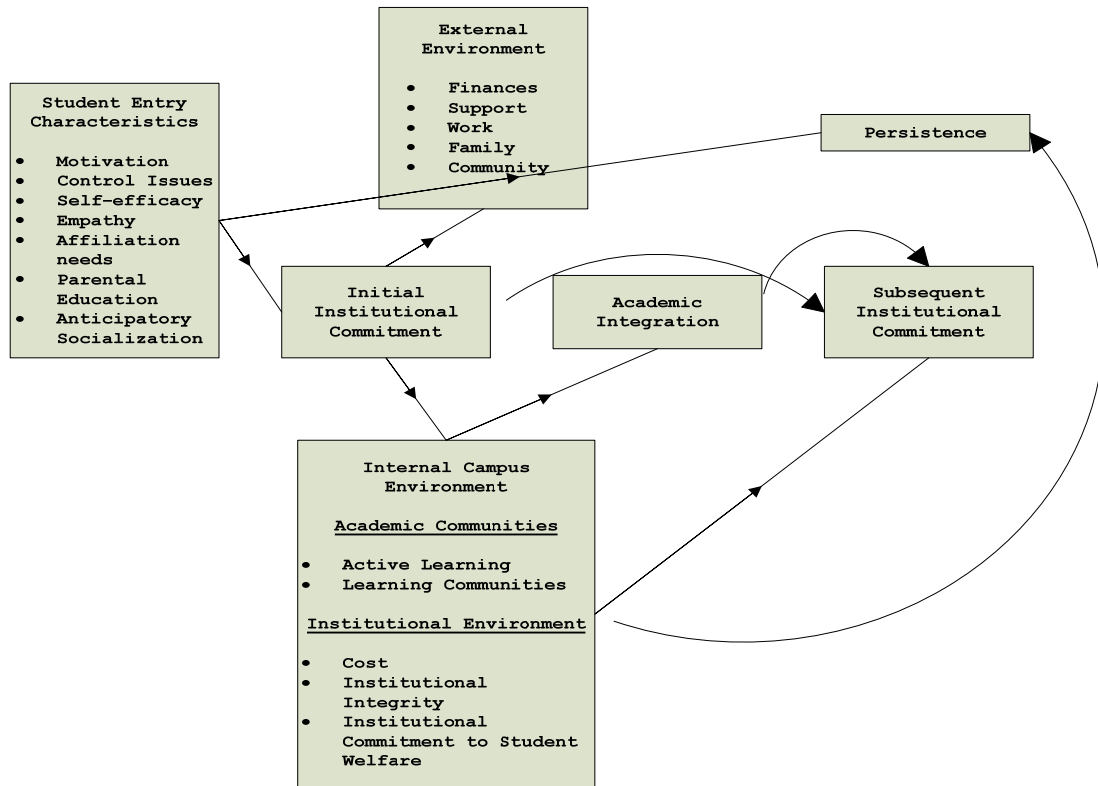 External
Environment
• Finances
• Support
• Work
• Family
• Community
Student Entry
Characteristics
• Motivation
• Control Issues
• Self-efficacy
• Empathy
• Affiliation
needs
• Parental
Education
• Anticipatory
Socialization
Persistence
Initial
Institutional
Commitment
Academic
Integration
Subsequent
Institutional
Commitment
Internal Campus
Environment
Academic Communities
• Active Learning
• Learning Communities
Institutional Environment
• Cost
• Institutional
Integrity
• Institutional
Commitment to Student
Welfare